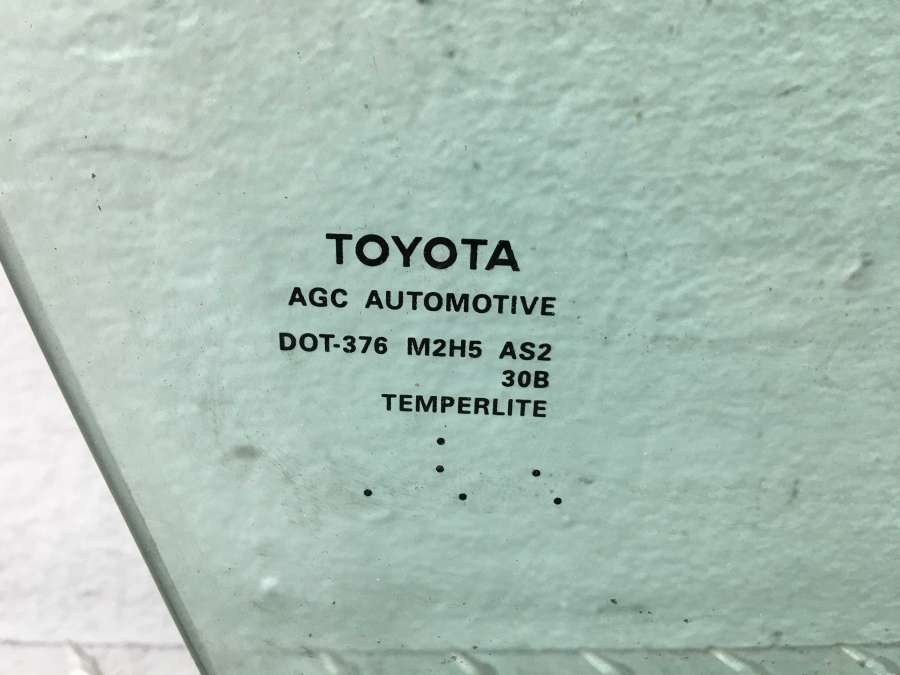 TOYOTA
AGC AUTOMOTIVE
DOT-376 M2H5 AS2
30B
TEMPERLITE